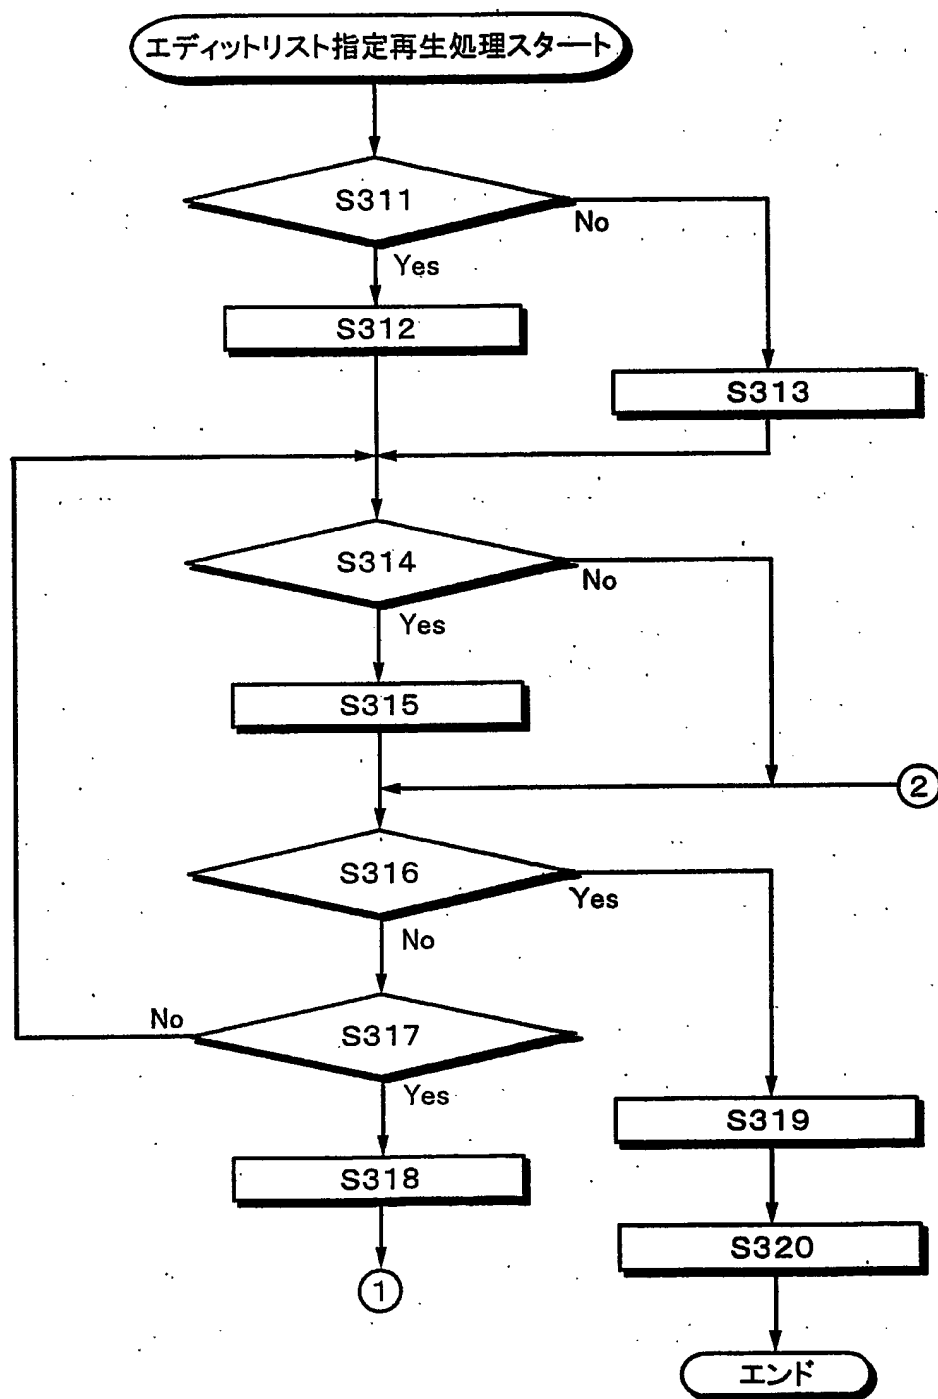 エディットリスト指定再生処理スタート
S311
No
Yes
S312
S313
S314
No
Yes
S315
②
S316
Yes
No
No
S317
Yes
S319
S318
S320
①
エンド